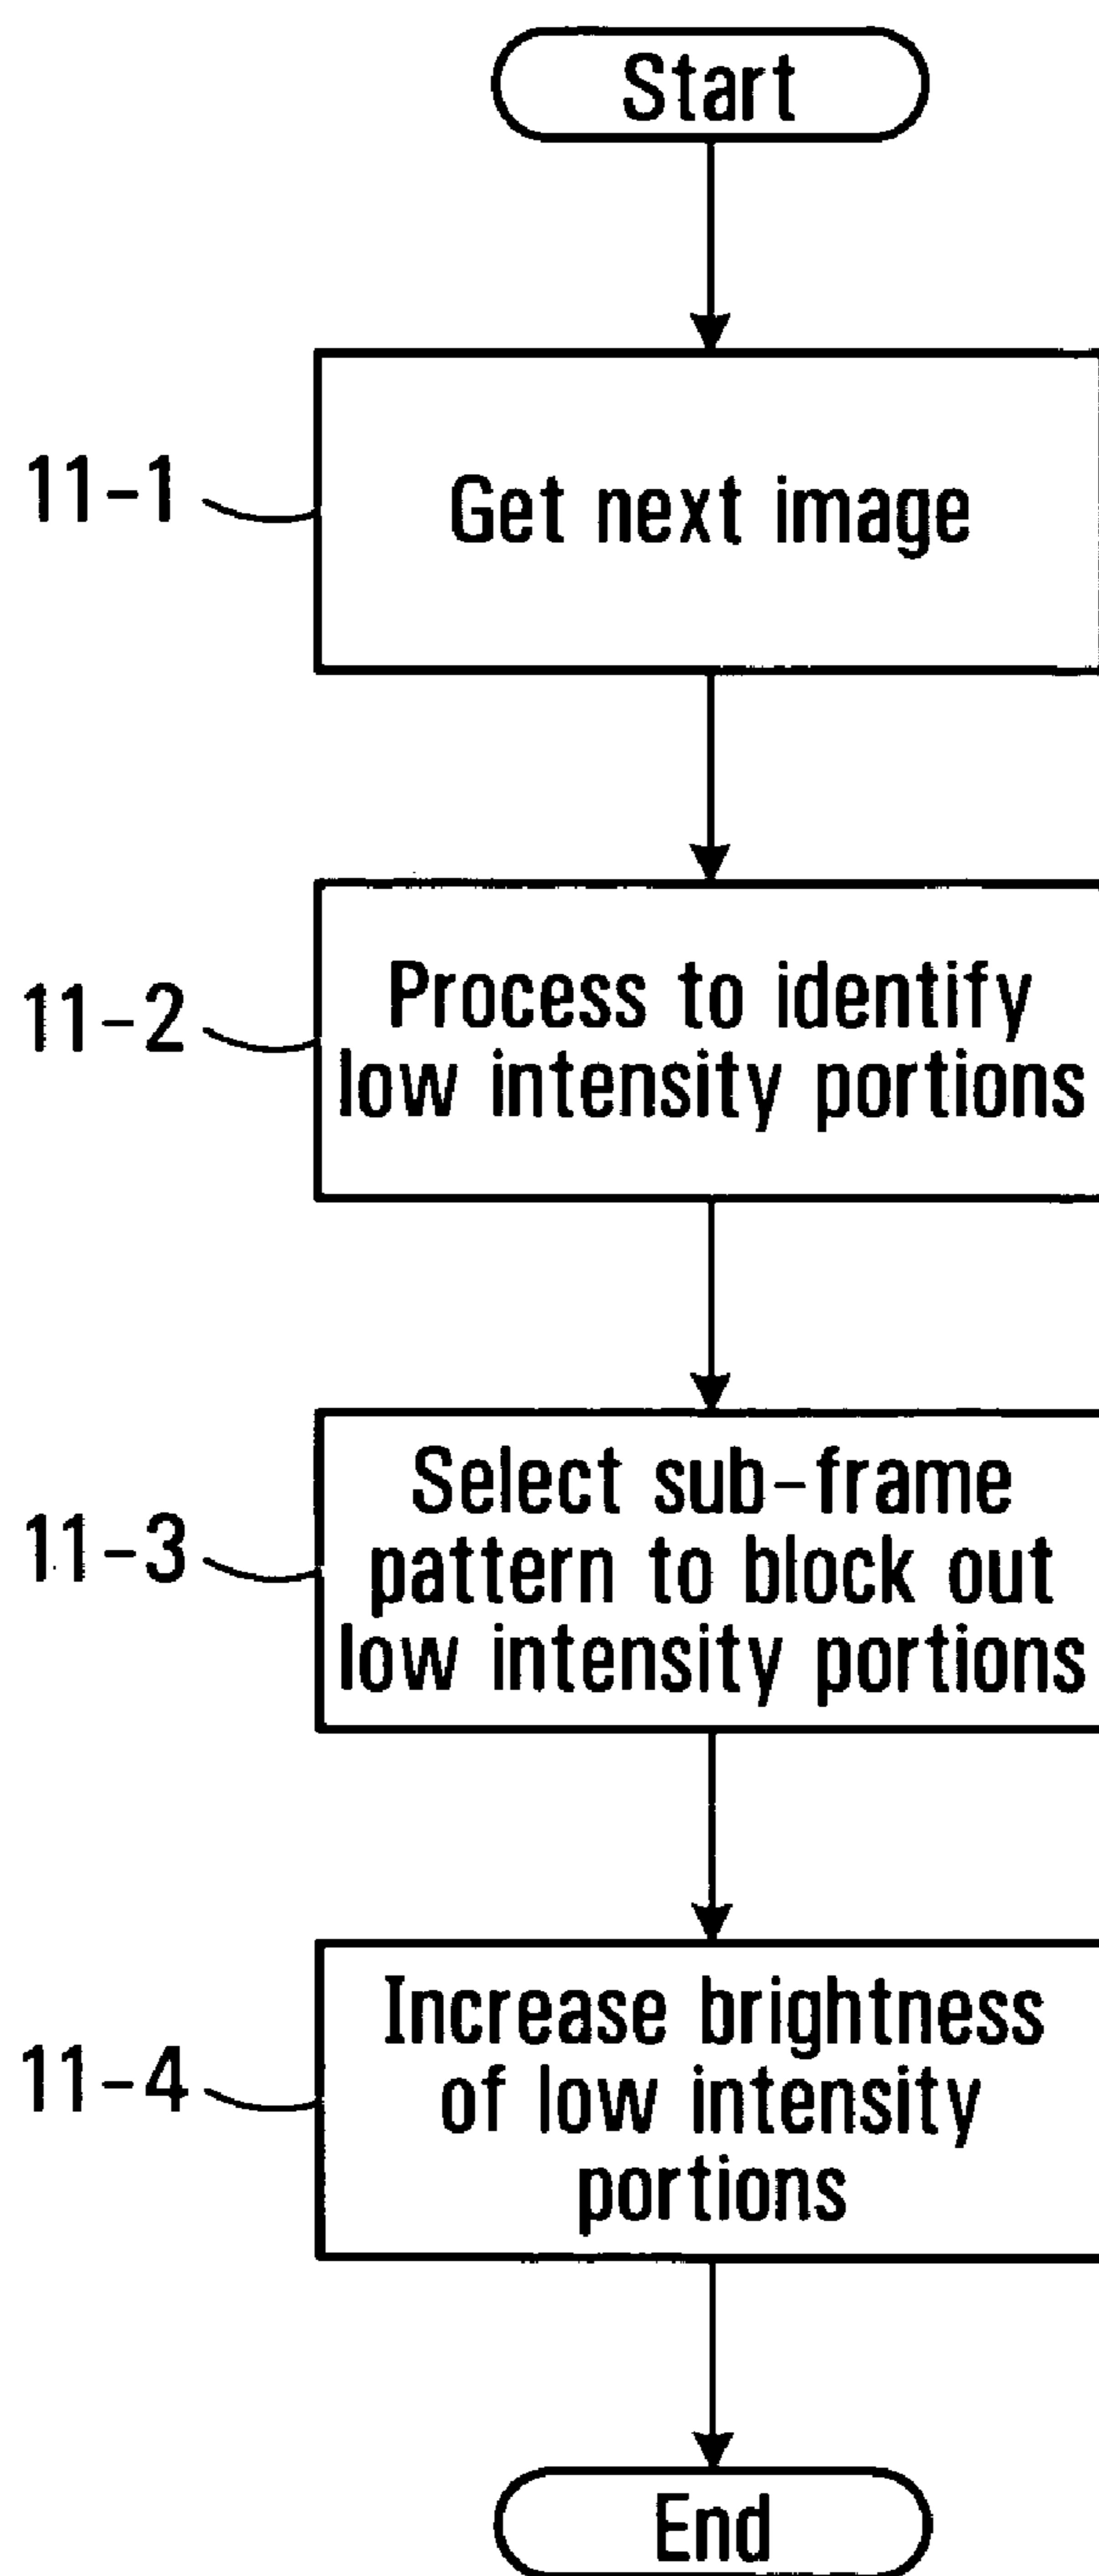 Start
11-1
Get next image
11-2
Process to identify
low intensity portions
11-3
Select sub-frame
pattern to block out
low intensity portions
11-4
Increase brightness
of low intensity
portions
End